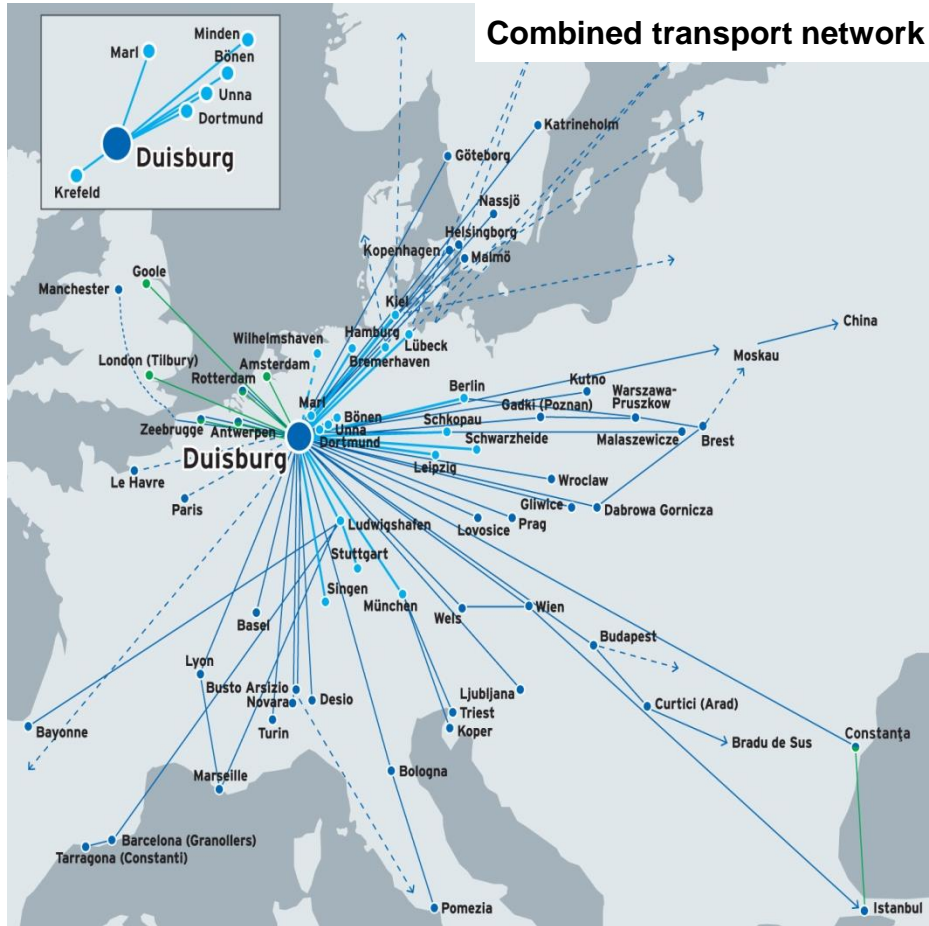 Combined transport network
Minden
Marl
Bönen
Unna
Dortmund
Duisburg
Krefeld
Katrineholm
Göteborg
Nassjö
Helsingborg
Kopenhagen
Malmö
Goole
Manchester
Kiel
China
Wilhelmshaven
Hamburg
Lübeck
Bremerhaven
Moskau
London (Tilbury)
Amsterdam
Rotterdam
Berlin
Kutno
Warszawa-
Pruszkow
Marl
Gadki (Poznan)
Bönen
Schkopau
Unna
Zeebrugge
Antwerpen
Dortmund
Schwarzheide
Malaszewicze
Brest
Duisburg
Leipzig
Le Havre
Wroclaw
Paris
Gliwice
Dabrowa Gornicza
Ludwigshafen
Lovosice
Prag
Stuttgart
Singen
München
Basel
Wels
Wien
Budapest
Lyon
Busto Arsizio
Novara
Desio
Ljubljana
Triest
Koper
Curtici (Arad)
Turin
Bayonne
Bradu de Sus
Constanţa
Marseille
Bologna
Barcelona (Granollers)
Tarragona (Constanti)
Pomezia
Istanbul